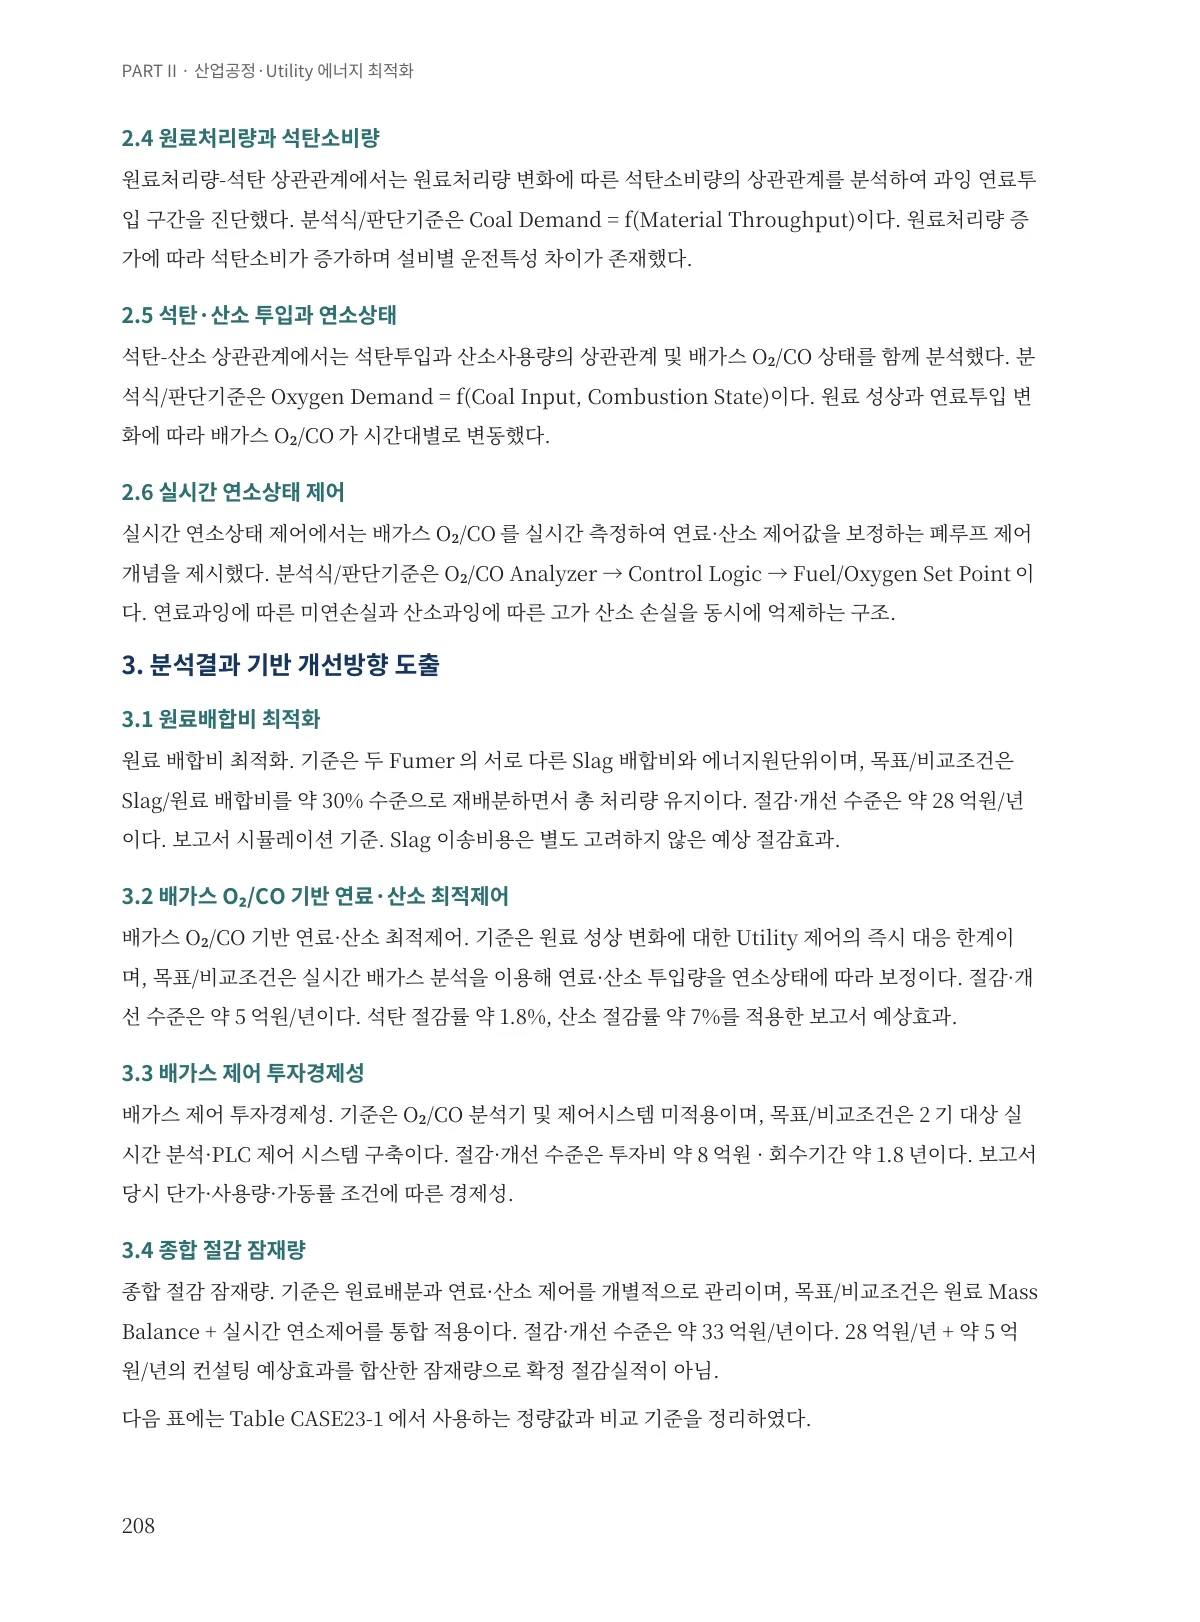 PART II · 산업공정·Utility 에너지 최적화
2.4 원료처리량과 석탄소비량
원료처리량-석탄 상관관계에서는 원료처리량 변화에 따른 석탄소비량의 상관관계를 분석하여 과잉 연료투
입 구간을 진단했다. 분석식/판단기준은 Coal Demand = f(Material Throughput)이다. 원료처리량 증
가에 따라 석탄소비가 증가하며 설비별 운전특성 차이가 존재했다.
2.5 석탄·산소 투입과 연소상태
석탄-산소 상관관계에서는 석탄투입과 산소사용량의 상관관계 및 배가스 O₂/CO 상태를 함께 분석했다. 분
석식/판단기준은 Oxygen Demand = f(Coal Input, Combustion State)이다. 원료 성상과 연료투입 변
화에 따라 배가스 O₂/CO 가 시간대별로 변동했다.
2.6 실시간 연소상태 제어
실시간 연소상태 제어에서는 배가스 O₂/CO 를 실시간 측정하여 연료·산소 제어값을 보정하는 폐루프 제어
개념을 제시했다. 분석식/판단기준은 O₂/CO Analyzer → Control Logic → Fuel/Oxygen Set Point 이
다. 연료과잉에 따른 미연손실과 산소과잉에 따른 고가 산소 손실을 동시에 억제하는 구조.
3. 분석결과 기반 개선방향 도출
3.1 원료배합비 최적화
원료 배합비 최적화. 기준은 두 Fumer 의 서로 다른 Slag 배합비와 에너지원단위이며, 목표/비교조건은
Slag/원료 배합비를 약 30% 수준으로 재배분하면서 총 처리량 유지이다. 절감·개선 수준은 약 28 억원/년
이다. 보고서 시뮬레이션 기준. Slag 이송비용은 별도 고려하지 않은 예상 절감효과.
3.2 배가스 O₂/CO 기반 연료·산소 최적제어
배가스 O₂/CO 기반 연료·산소 최적제어. 기준은 원료 성상 변화에 대한 Utility 제어의 즉시 대응 한계이
며, 목표/비교조건은 실시간 배가스 분석을 이용해 연료·산소 투입량을 연소상태에 따라 보정이다. 절감·개
선 수준은 약 5 억원/년이다. 석탄 절감률 약 1.8%, 산소 절감률 약 7%를 적용한 보고서 예상효과.
3.3 배가스 제어 투자경제성
배가스 제어 투자경제성. 기준은 O₂/CO 분석기 및 제어시스템 미적용이며, 목표/비교조건은 2 기 대상 실
시간 분석·PLC 제어 시스템 구축이다. 절감·개선 수준은 투자비 약 8 억원 · 회수기간 약 1.8 년이다. 보고서
당시 단가·사용량·가동률 조건에 따른 경제성.
3.4 종합 절감 잠재량
종합 절감 잠재량. 기준은 원료배분과 연료·산소 제어를 개별적으로 관리이며, 목표/비교조건은 원료 Mass
Balance + 실시간 연소제어를 통합 적용이다. 절감·개선 수준은 약 33 억원/년이다. 28 억원/년 + 약 5 억
원/년의 컨설팅 예상효과를 합산한 잠재량으로 확정 절감실적이 아님.
다음 표에는 Table CASE23-1 에서 사용하는 정량값과 비교 기준을 정리하였다.
208